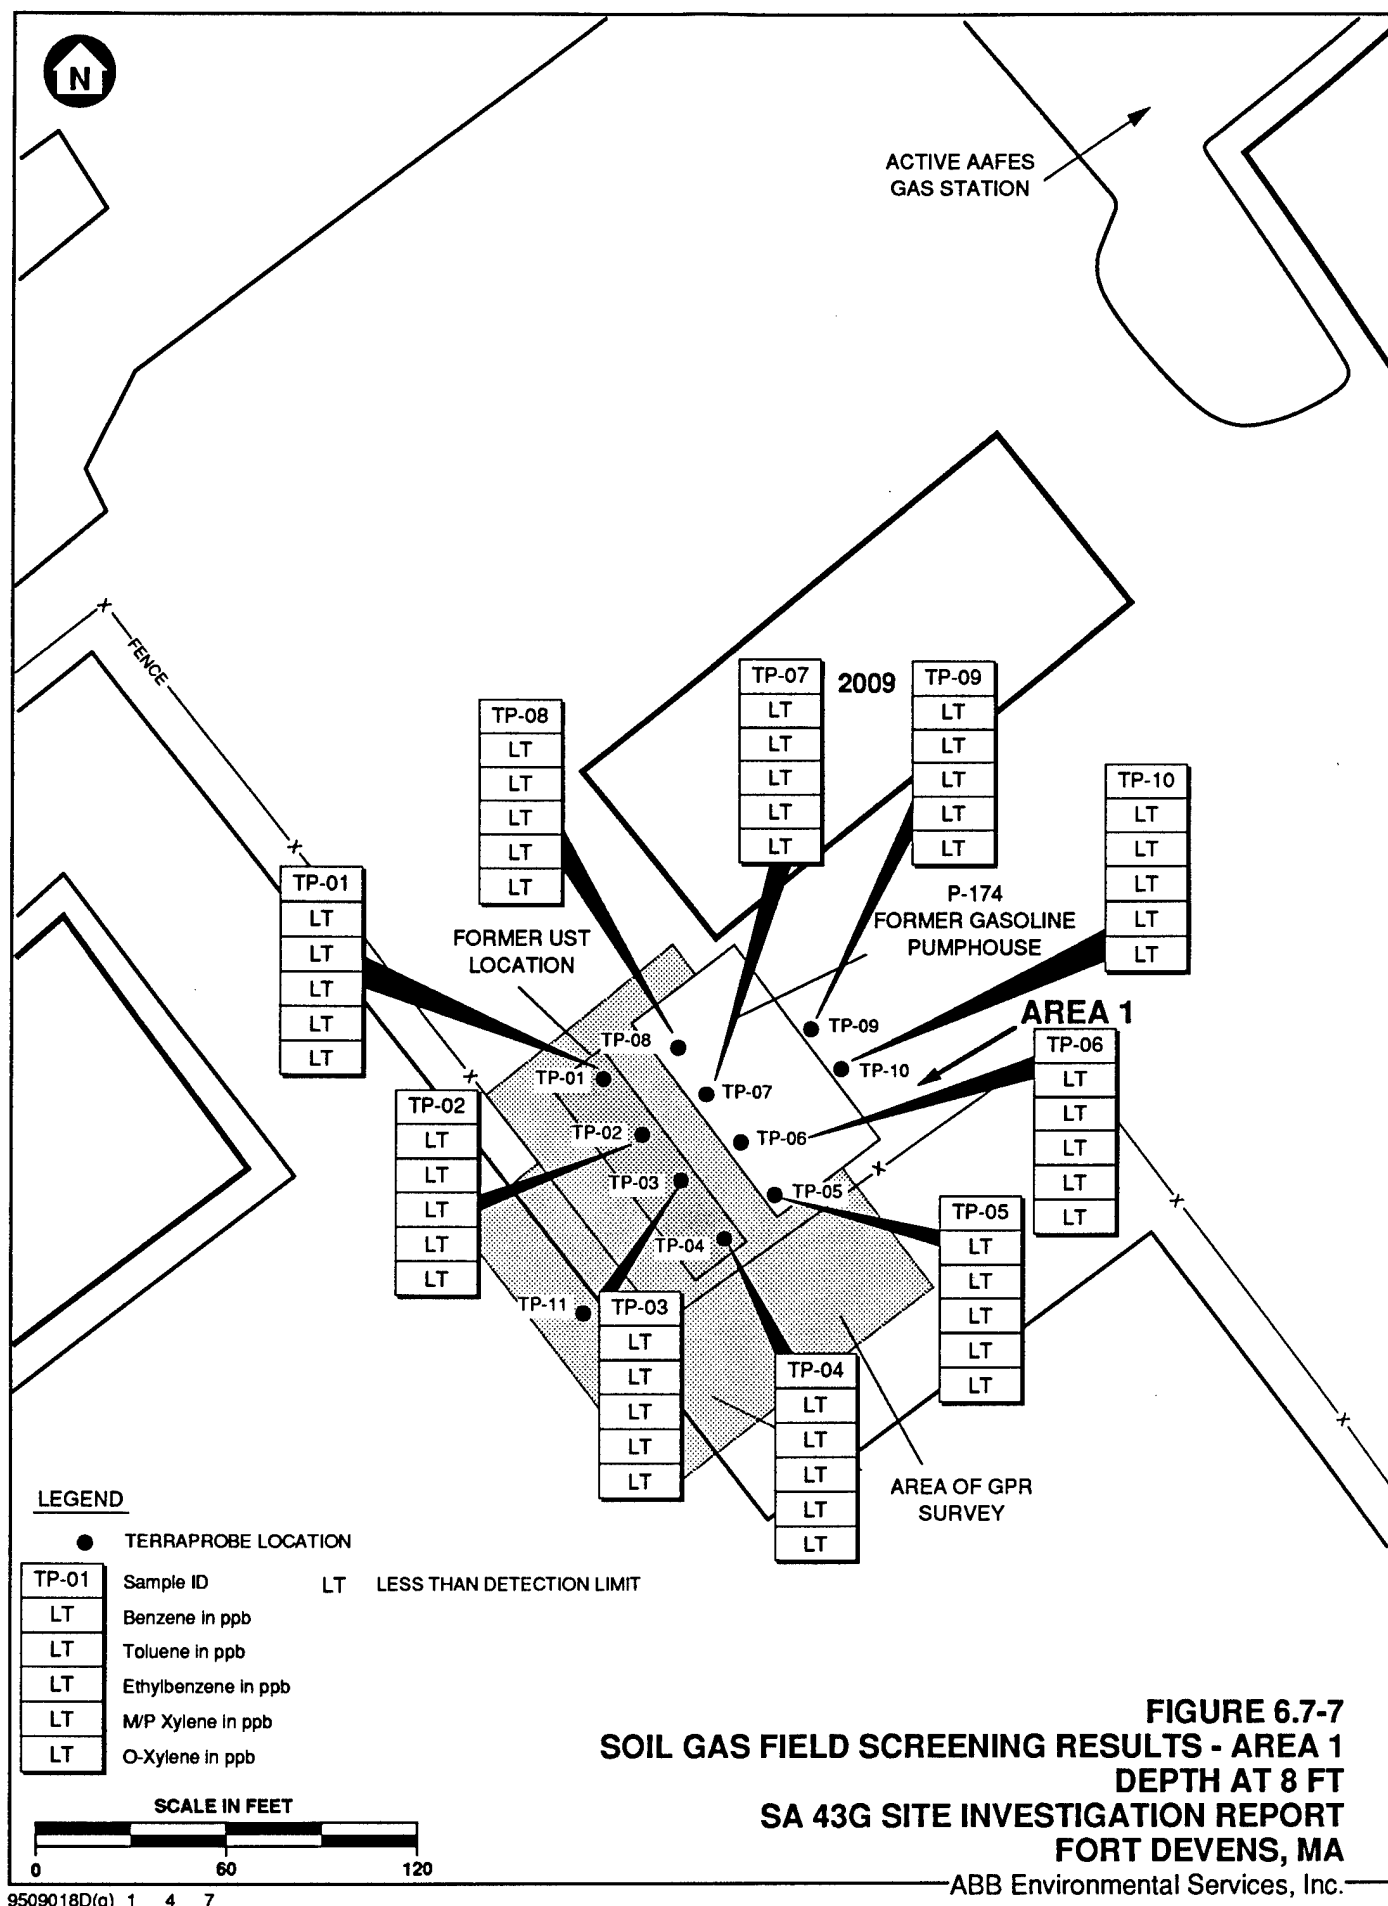 N
ACTIVE AAFES
GAS STATION
FENCE
2009
TP-07
LT
LT
LT
LT
LT
TP-09
LT
LT
LT
LT
LT
TP-08
LT
LT
LT
LT
LT
TP-10
LT
LT
LT
LT
LT
TP-01
LT
LT
LT
LT
LT
P-174
FORMER GASOLINE
PUMPHOUSE
FORMER UST
LOCATION
AREA 1
TP-09
TP-08
TP-10
TP-01
TP-07
TP-02
TP-06
TP-03
TP-05
TP-04
TP-11
TP-06
LT
LT
LT
LT
LT
TP-02
LT
LT
LT
LT
LT
TP-05
LT
LT
LT
LT
LT
TP-03
LT
LT
LT
LT
LT
TP-04
LT
LT
LT
LT
LT
AREA OF GPR
SURVEY
LEGEND
TERRAPROBE LOCATION
TP-01 Sample ID
LT LESS THAN DETECTION LIMIT
LT Benzene in ppb
LT Toluene in ppb
LT Ethylbenzene in ppb
LT M/P Xylene in ppb
LT O-Xylene in ppb
SCALE IN FEET
0 60 120
FIGURE 6.7-7
SOIL GAS FIELD SCREENING RESULTS - AREA 1
DEPTH AT 8 FT
SA 43G SITE INVESTIGATION REPORT
FORT DEVENS, MA
ABB Environmental Services, Inc.
9509018D(g) 1 4 7